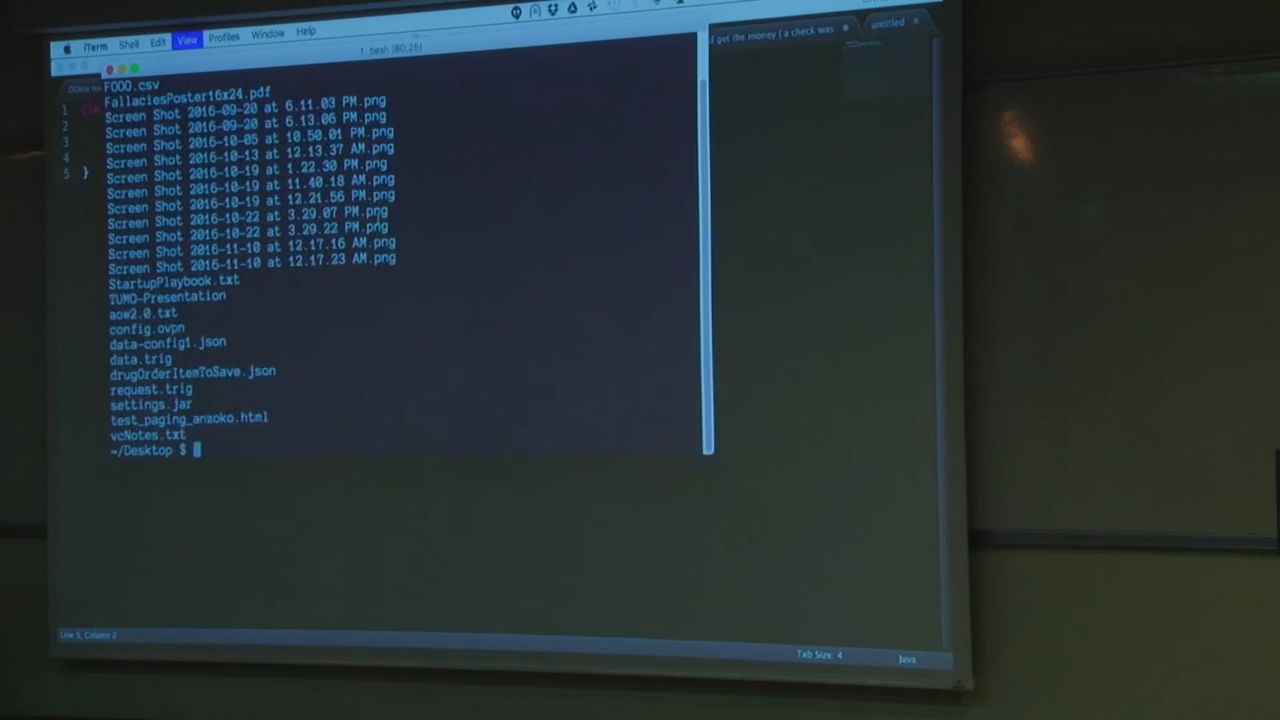 iTerm Shell Edit View Profiles Window Help
1. bash (80,25)
d get the money ( a check was
untitled ×
1
2
3
4
5 }
FOOO.csv
FallaciesPoster16x24.pdf
Screen Shot 2016-09-20 at 6.11.03 PM.png
Screen Shot 2016-09-20 at 6.13.06 PM.png
Screen Shot 2016-10-05 at 10.50.01 PM.png
Screen Shot 2016-10-13 at 12.13.37 AM.png
Screen Shot 2016-10-19 at 1.22.30 PM.png
Screen Shot 2016-10-19 at 11.40.18 AM.png
Screen Shot 2016-10-19 at 12.21.56 PM.png
Screen Shot 2016-10-22 at 3.29.07 PM.png
Screen Shot 2016-10-22 at 3.29.22 PM.png
Screen Shot 2016-11-10 at 12.17.16 AM.png
Screen Shot 2016-11-10 at 12.17.23 AM.png
StartupPlaybook.txt
TUMO-Presentation
aow2.0.txt
config.ovpn
data-config1.json
data.trig
drugOrderItemToSave.json
request.trig
settings.jar
test_paging_anzoko.html
vcNotes.txt
~/Desktop $
Line 5, Column 2
Tab Size: 4
Java